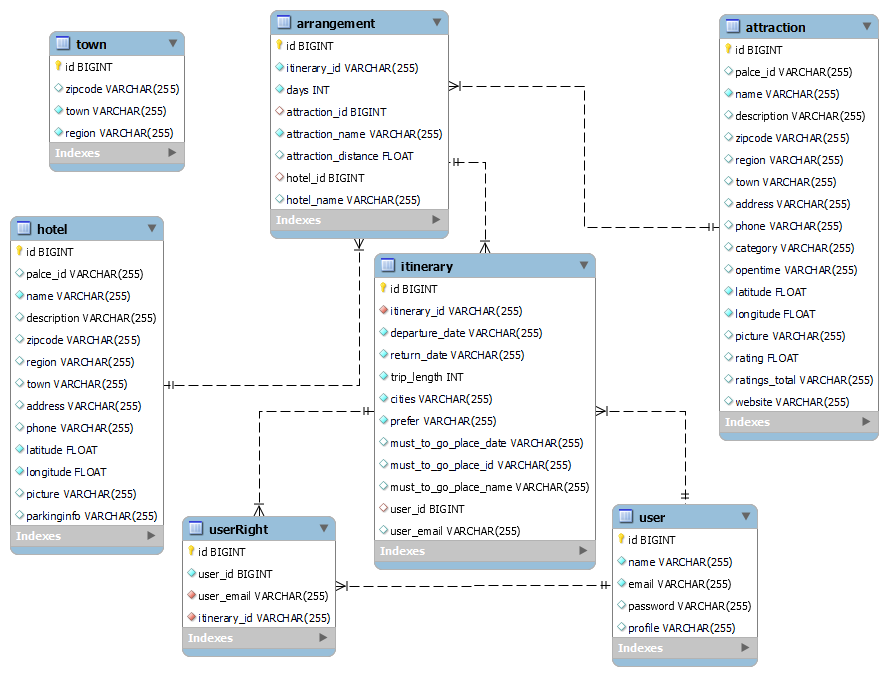 town
id BIGINT
zipcode VARCHAR(255)
town VARCHAR(255)
region VARCHAR(255)
Indexes
arrangement
id BIGINT
itinerary_id VARCHAR(255)
days INT
attraction_id BIGINT
attraction_name VARCHAR(255)
attraction_distance FLOAT
hotel_id BIGINT
hotel_name VARCHAR(255)
Indexes
attraction
id BIGINT
palce_id VARCHAR(255)
name VARCHAR(255)
description VARCHAR(255)
zipcode VARCHAR(255)
region VARCHAR(255)
town VARCHAR(255)
address VARCHAR(255)
phone VARCHAR(255)
category VARCHAR(255)
opentime VARCHAR(255)
latitude FLOAT
longitude FLOAT
picture VARCHAR(255)
rating FLOAT
ratings_total VARCHAR(255)
website VARCHAR(255)
Indexes
hotel
id BIGINT
palce_id VARCHAR(255)
name VARCHAR(255)
description VARCHAR(255)
zipcode VARCHAR(255)
region VARCHAR(255)
town VARCHAR(255)
address VARCHAR(255)
phone VARCHAR(255)
latitude FLOAT
longitude FLOAT
picture VARCHAR(255)
parkinginfo VARCHAR(255)
Indexes
itinerary
id BIGINT
itinerary_id VARCHAR(255)
departure_date VARCHAR(255)
return_date VARCHAR(255)
trip_length INT
cities VARCHAR(255)
prefer VARCHAR(255)
must_to_go_place_date VARCHAR(255)
must_to_go_place_id VARCHAR(255)
must_to_go_place_name VARCHAR(255)
user_id BIGINT
user_email VARCHAR(255)
Indexes
userRight
id BIGINT
user_id BIGINT
user_email VARCHAR(255)
itinerary_id VARCHAR(255)
Indexes
user
id BIGINT
name VARCHAR(255)
email VARCHAR(255)
password VARCHAR(255)
profile VARCHAR(255)
Indexes